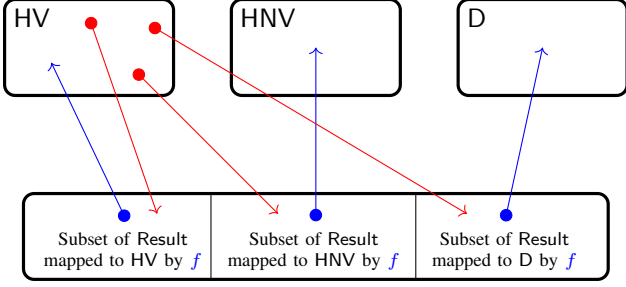 HV
HNV
D
Subset of Result
mapped to HV by f
Subset of Result
mapped to HNV by f
Subset of Result
mapped to D by f